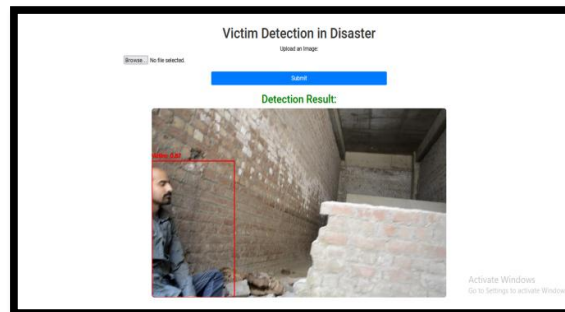 Victim Detection in Disaster
Upload an Image:
Browse... No file selected.
Submit
Detection Result:
Activate Windows
Go to Settings to activate Window